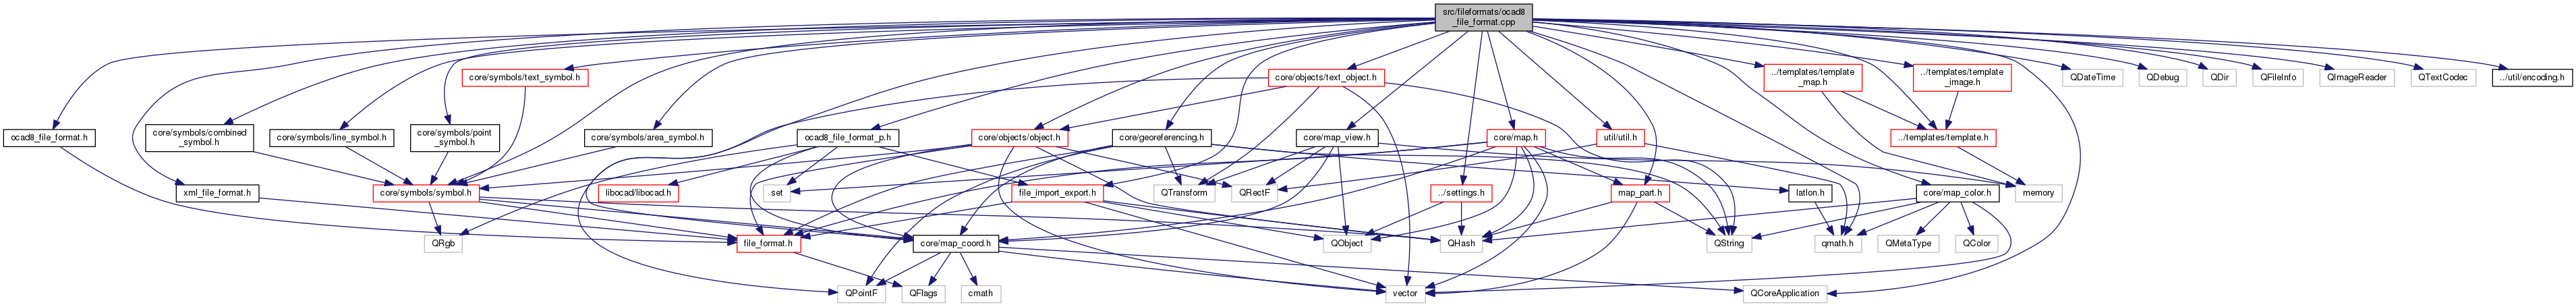 src/fileformats/ocad8
_file_format.cpp
core/symbols/text_symbol.h
core/objects/text_object.h
../templates/template
_map.h
../templates/template
_image.h
QDateTime
QDebug
QDir
QFileInfo
QImageReader
QTextCodec
../util/encoding.h
ocad8_file_format.h
core/symbols/combined
_symbol.h
core/symbols/line_symbol.h
core/symbols/point
_symbol.h
core/symbols/area_symbol.h
ocad8_file_format_p.h
core/objects/object.h
core/georeferencing.h
core/map_view.h
core/map.h
util/util.h
../templates/template.h
xml_file_format.h
core/symbols/symbol.h
libocad/libocad.h
set
file_import_export.h
QTransform
QRectF
../settings.h
map_part.h
latlon.h
core/map_color.h
memory
QRgb
file_format.h
core/map_coord.h
QObject
QHash
QString
qmath.h
QMetaType
QColor
QPointF
QFlags
cmath
vector
QCoreApplication